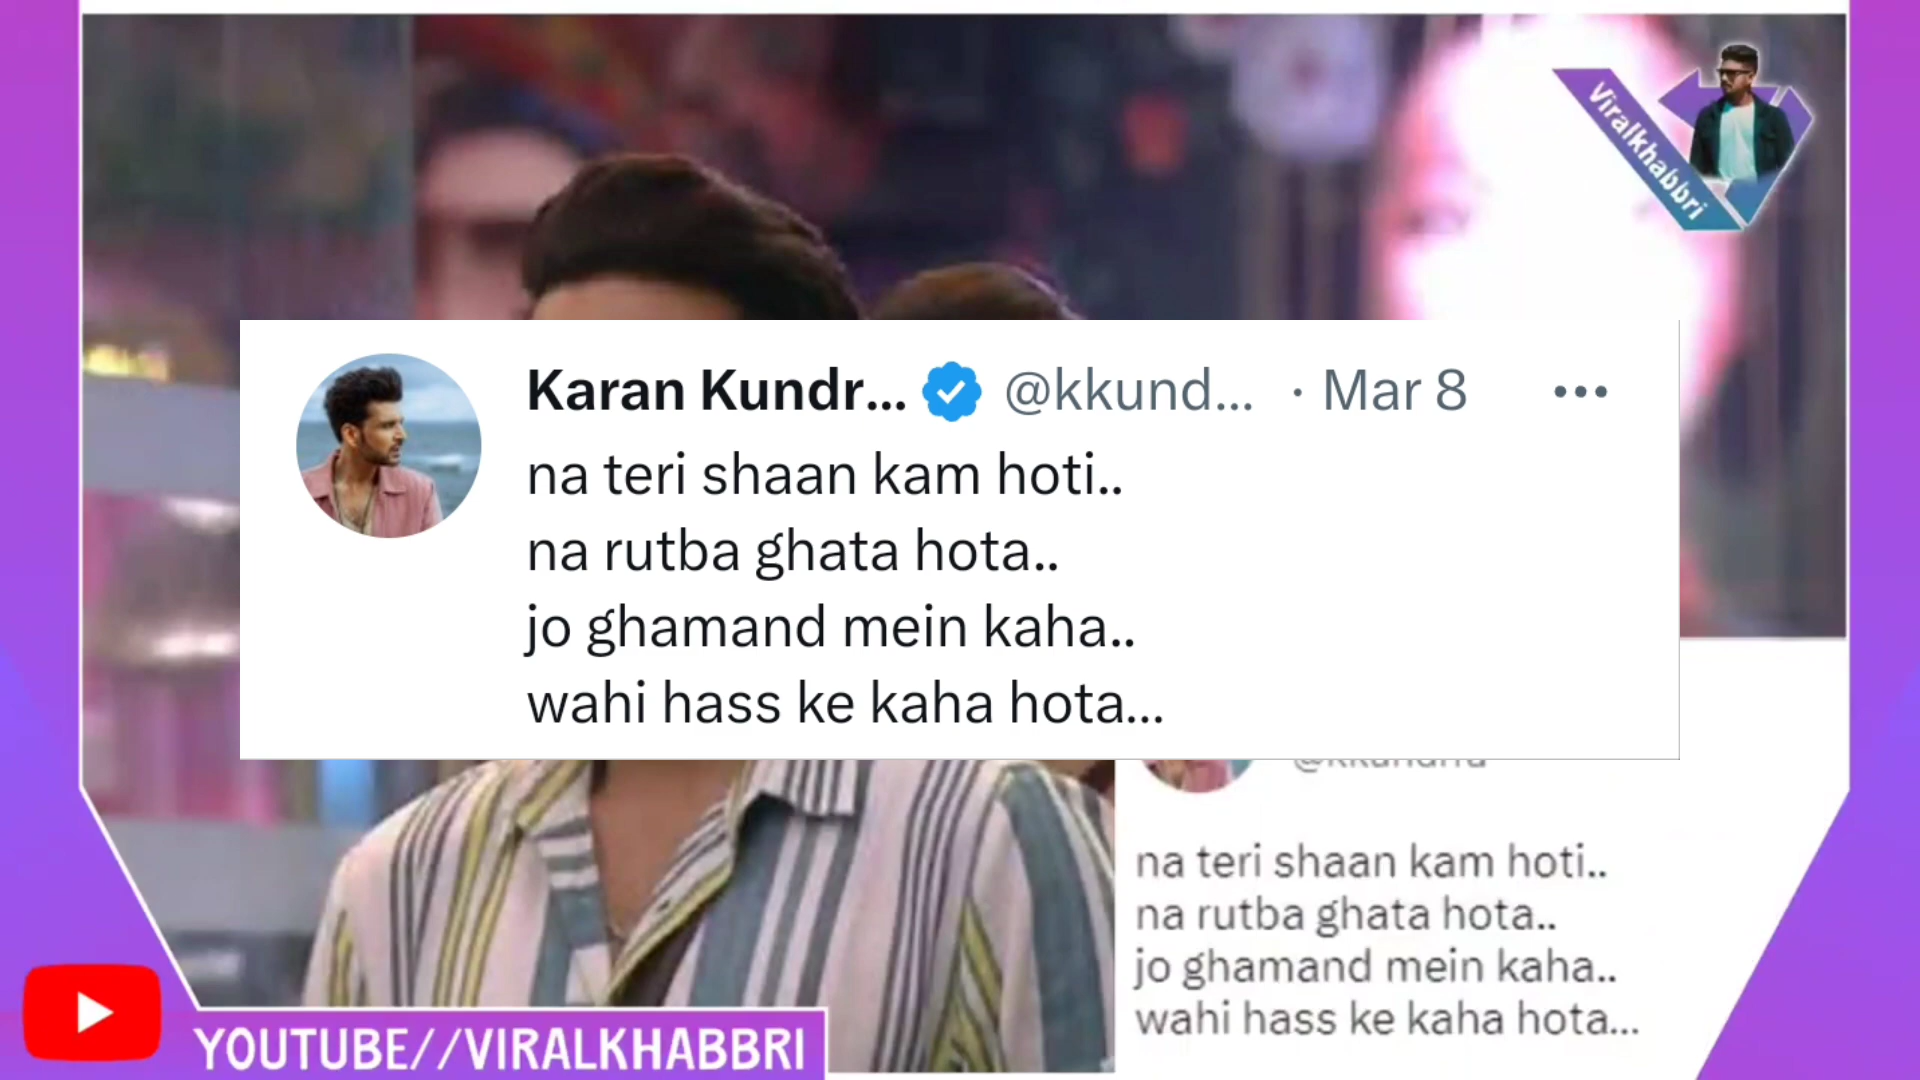 Viralkhabbri
Karan Kundr... @kkund... · Mar 8 ...
na teri shaan kam hoti..
na rutba ghata hota..
jo ghamand mein kaha..
wahi hass ke kaha hota...
na teri shaan kam hoti..
na rutba ghata hota..
jo ghamand mein kaha..
wahi hass ke kaha hota...
YOUTUBE//VIRALKHABBRI